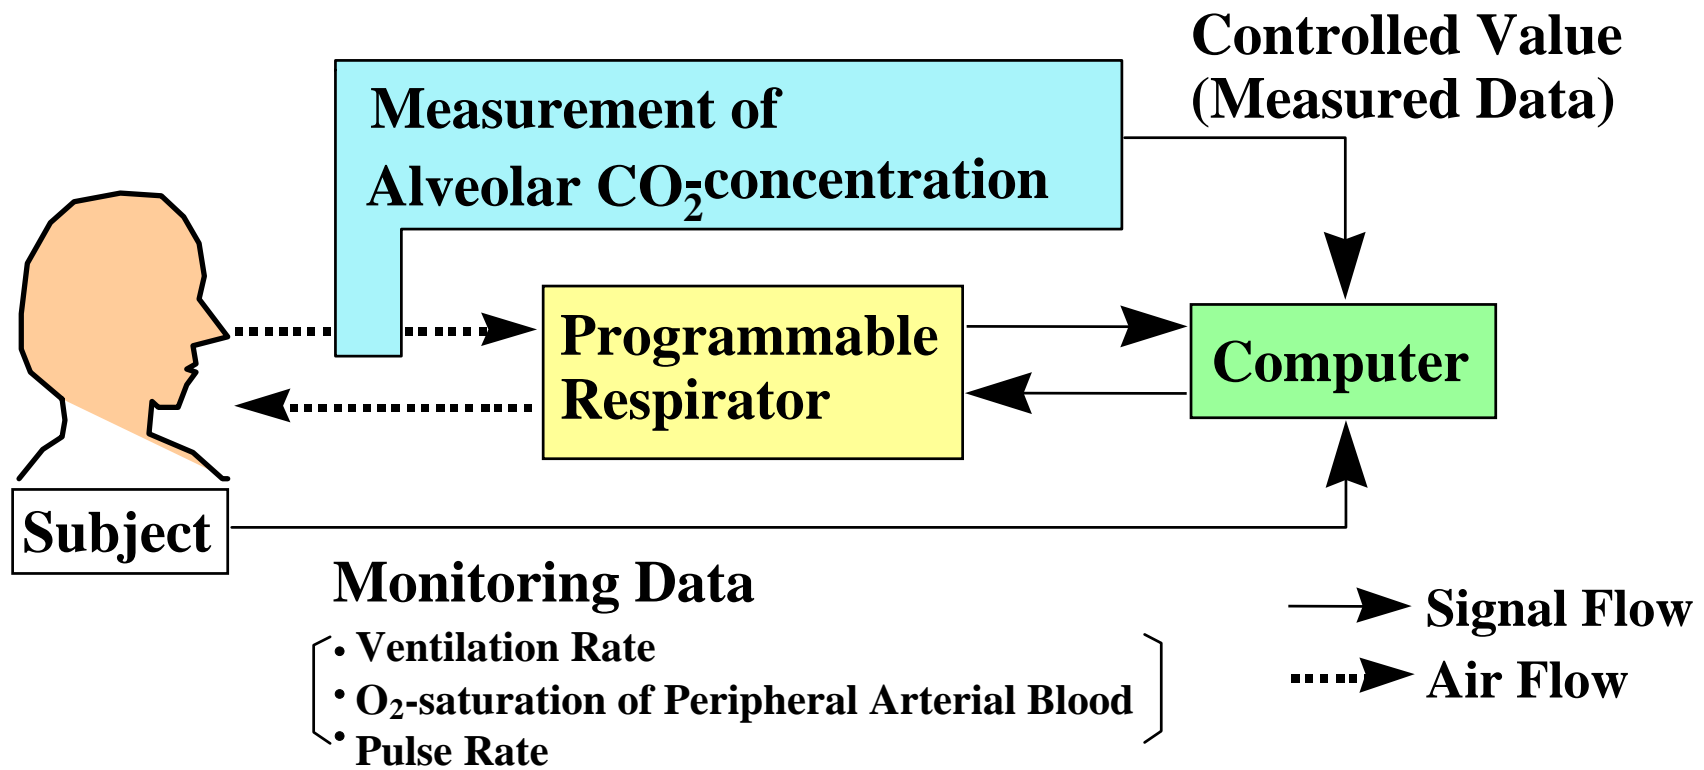 Controlled Value
(Measured Data)
Measurement of
Alveolar CO₂-concentration
Programmable
Respirator
Computer
Subject
Monitoring Data
• Ventilation Rate
• O₂-saturation of Peripheral Arterial Blood
• Pulse Rate
Signal Flow
Air Flow